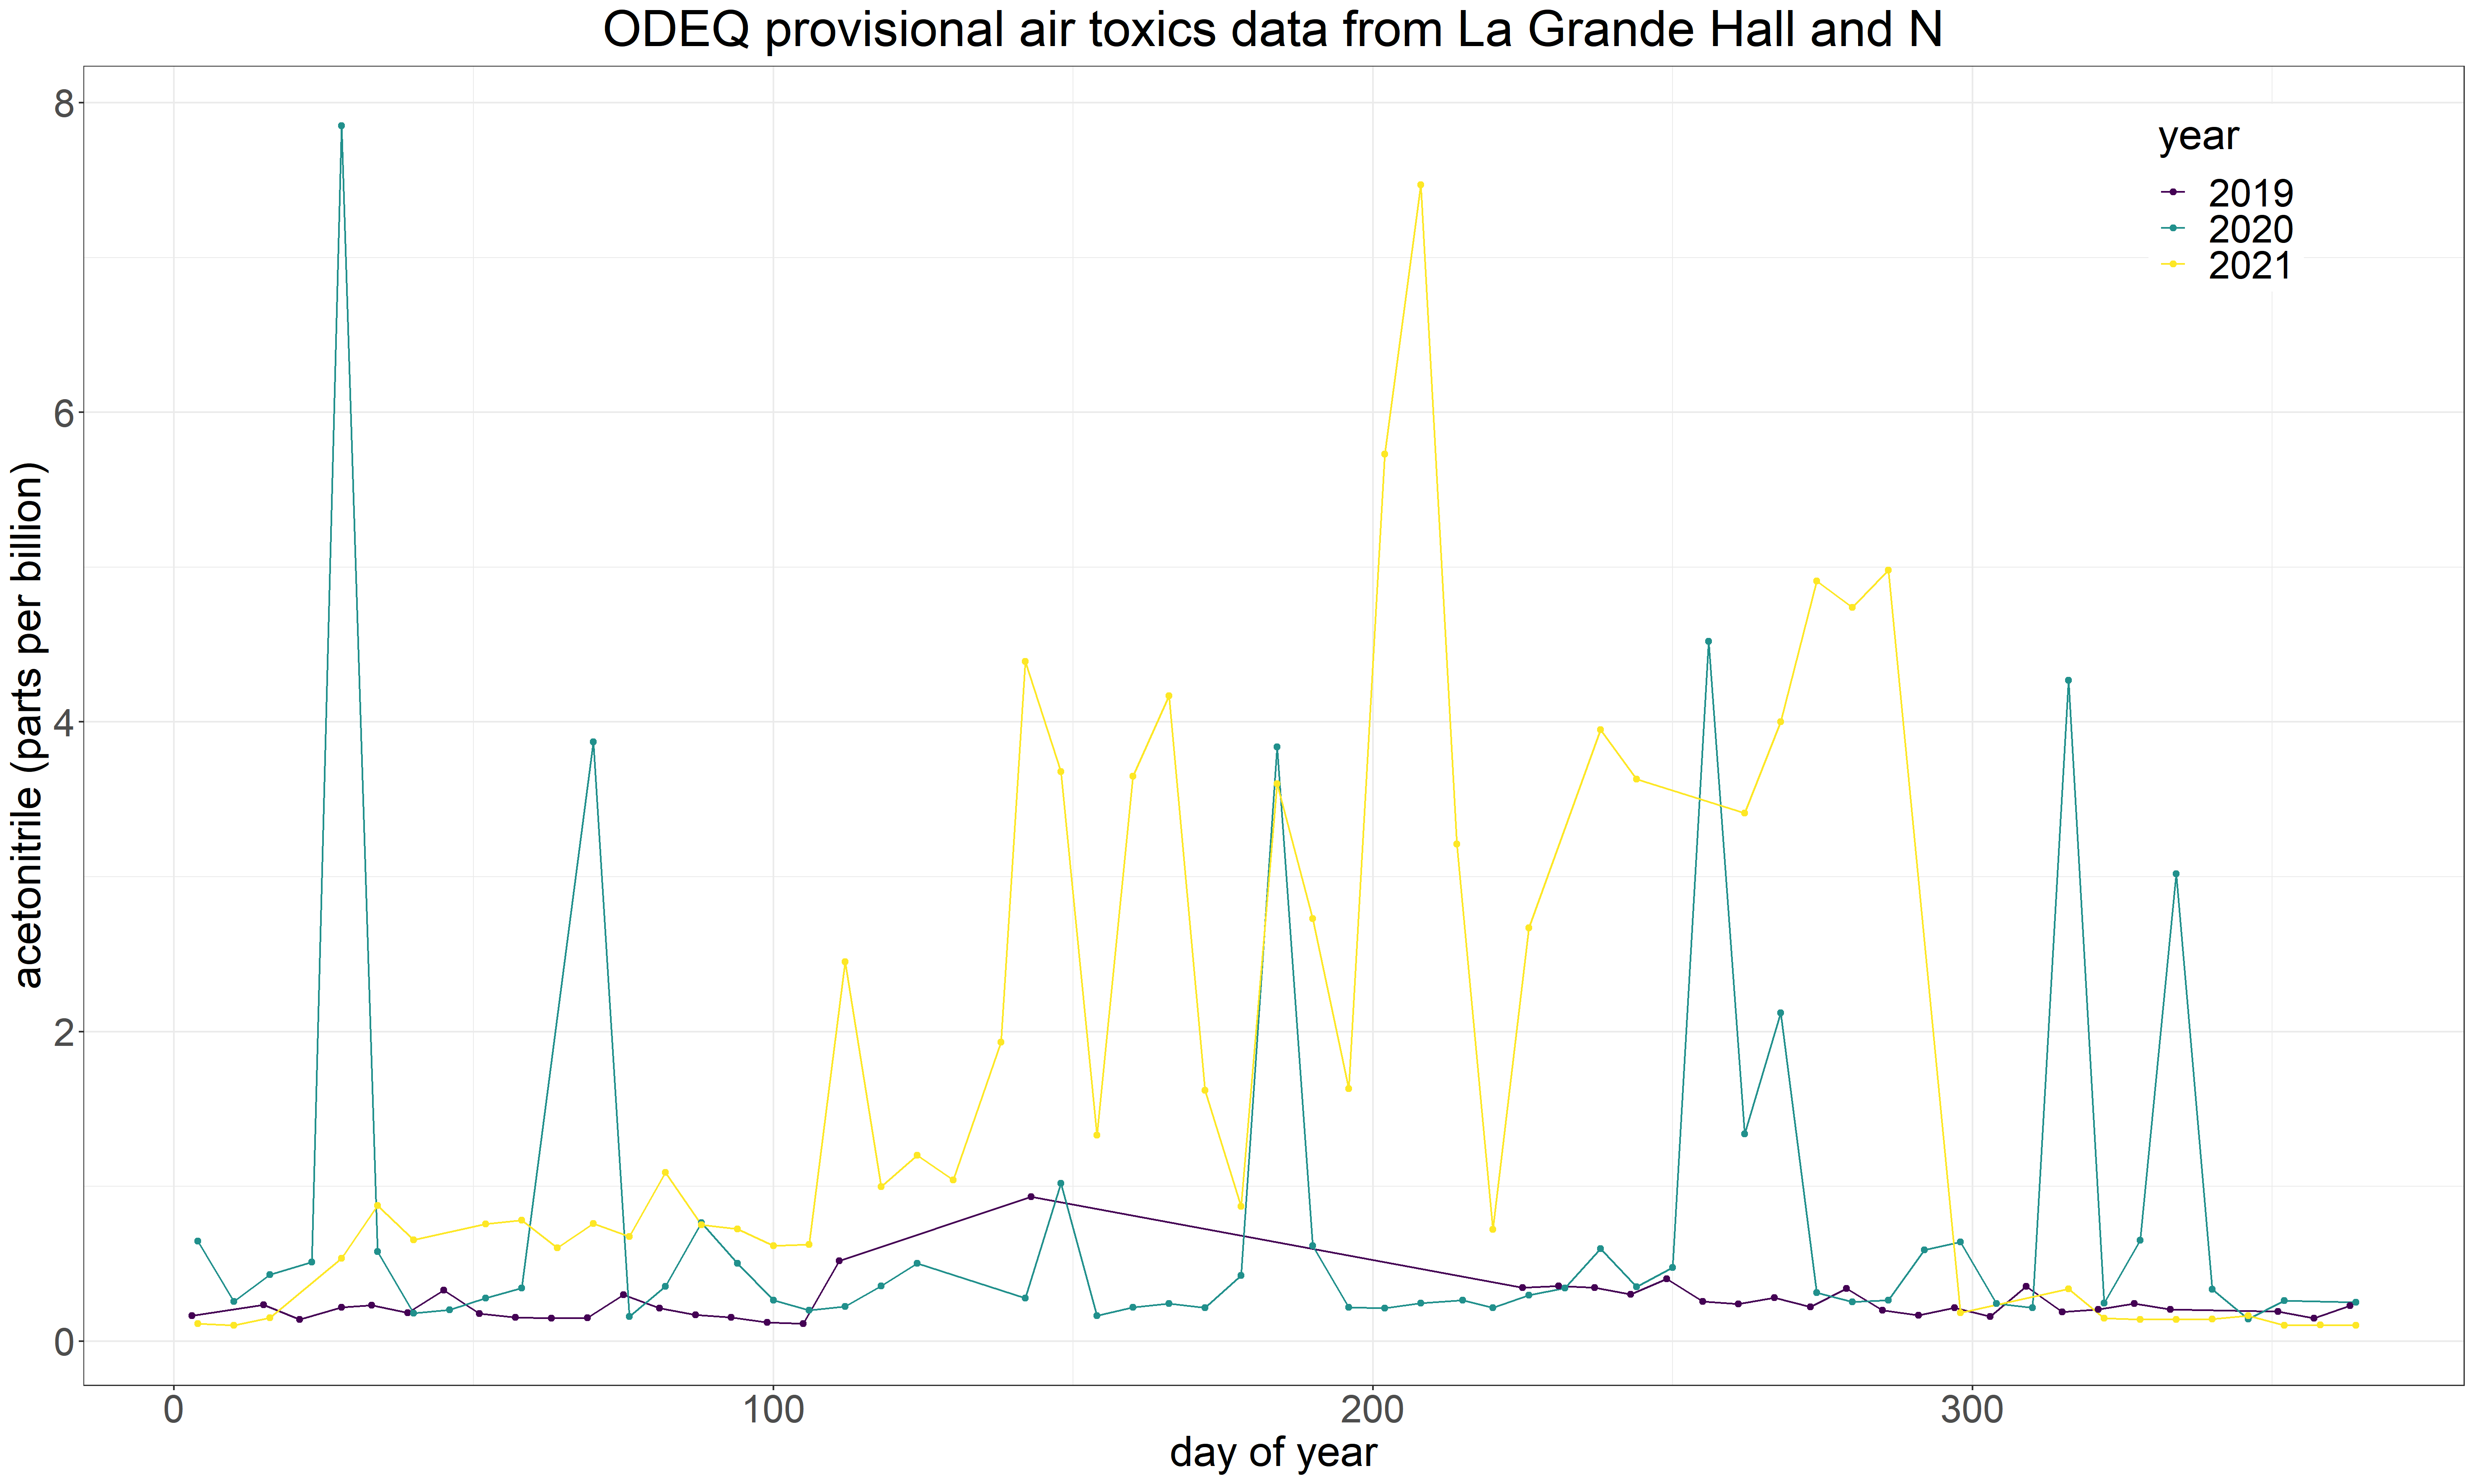 ODEQ provisional air toxics data from La Grande Hall and N
8
6
4
2
0
acetonitrile (parts per billion)
year
2019
2020
2021
0 100 200 300
day of year